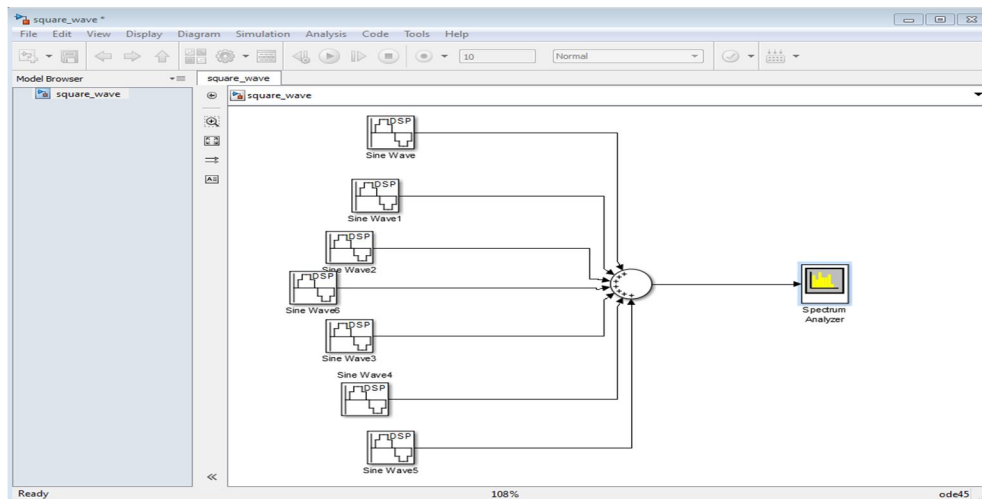 square_wave *
File Edit View Display Diagram Simulation Analysis Code Tools Help
10 Normal
Model Browser square_wave
square_wave square_wave
DSP
Sine Wave
DSP
Sine Wave1
DSP
Sine Wave2
DSP
Sine Wave6
DSP
Sine Wave3
Sine Wave4
DSP
DSP
Sine Wave5
Spectrum
Analyzer
Ready 108% ode45